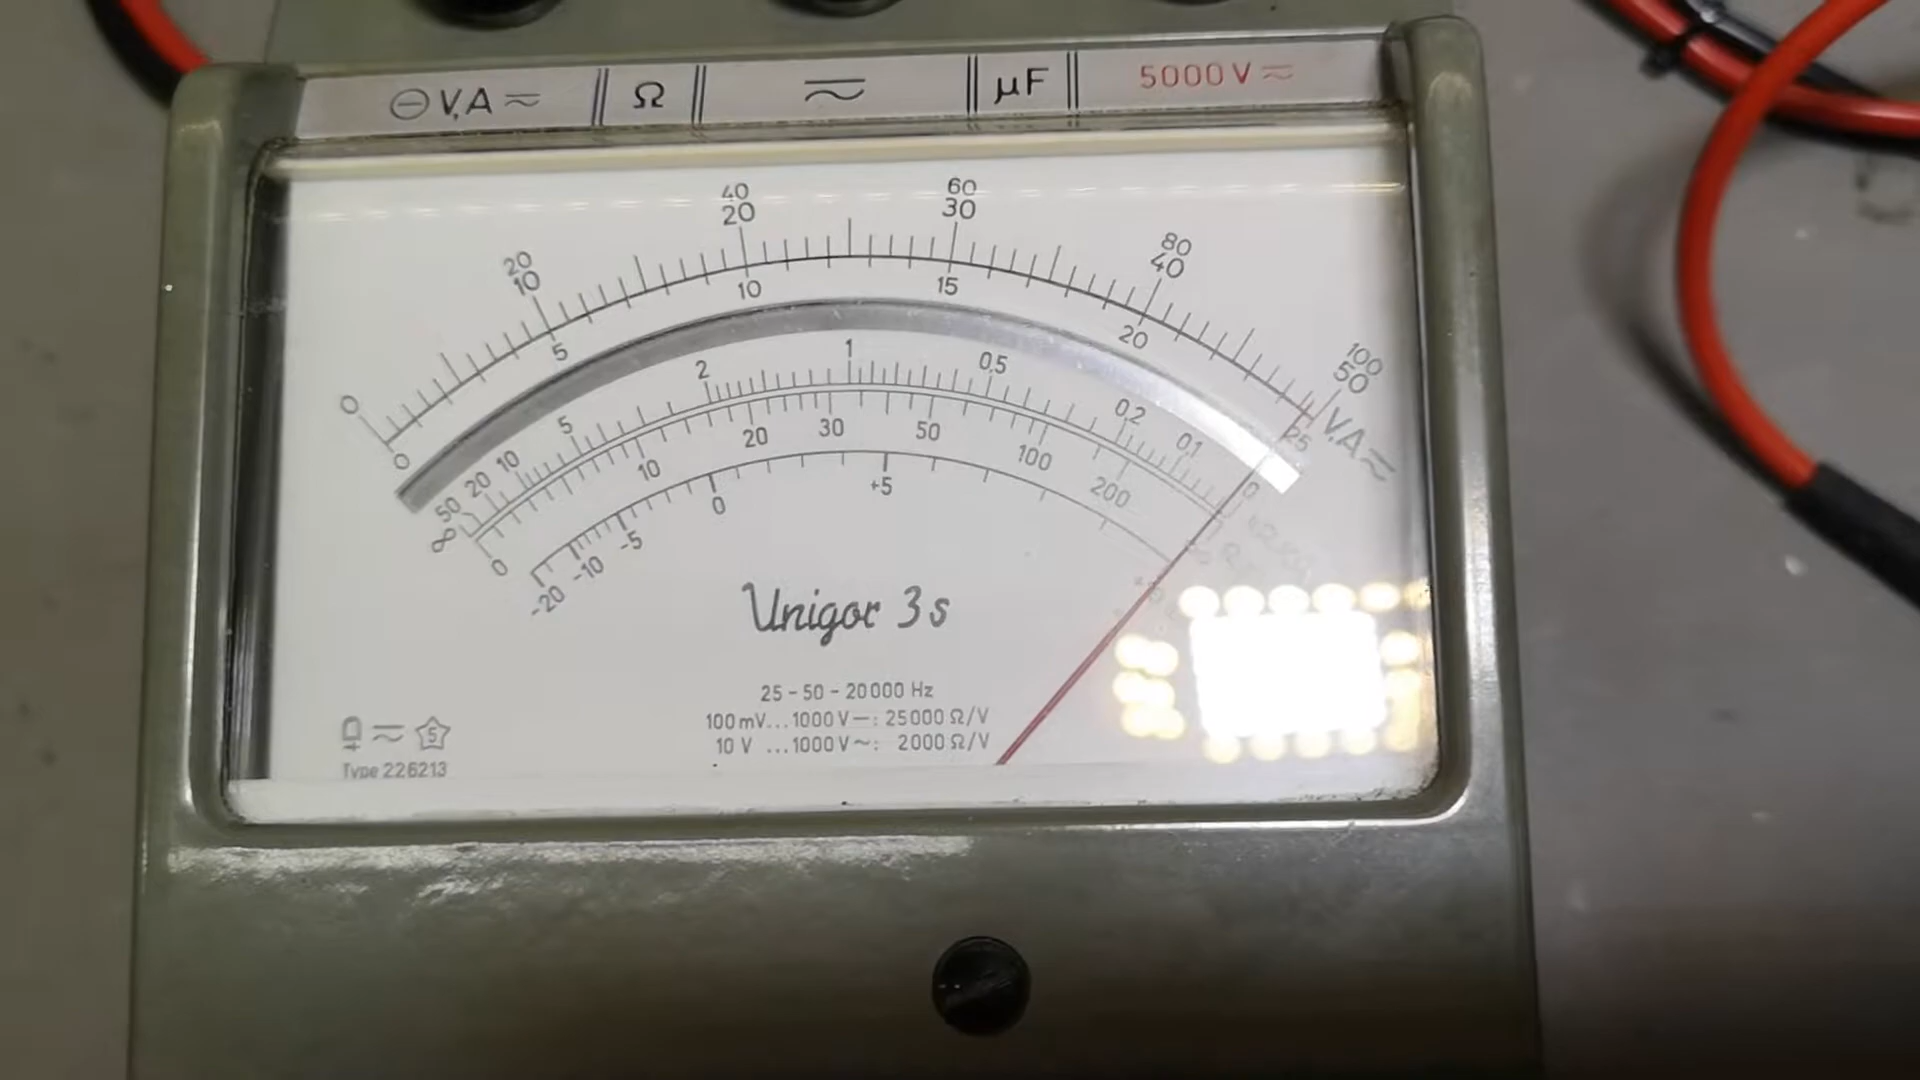 ⊖ V,A ≂ Ω ≂ µF 5000 V ≂
0 20 40 60 80 100
10 20 30 40 50
V,A ≂
0 5 10 15 20 25
∞ 50 20 10 5 2 1 0,5 0,2 0,1 0
0 10 20 30 50 100 200
-20 -10 -5 0 +5
Unigor 3s
25 - 50 - 20000 Hz
100 mV...1000 V ⎓: 25000 Ω/V
10 V ...1000 V ~: 2000 Ω/V
≂ 5
Type 226213